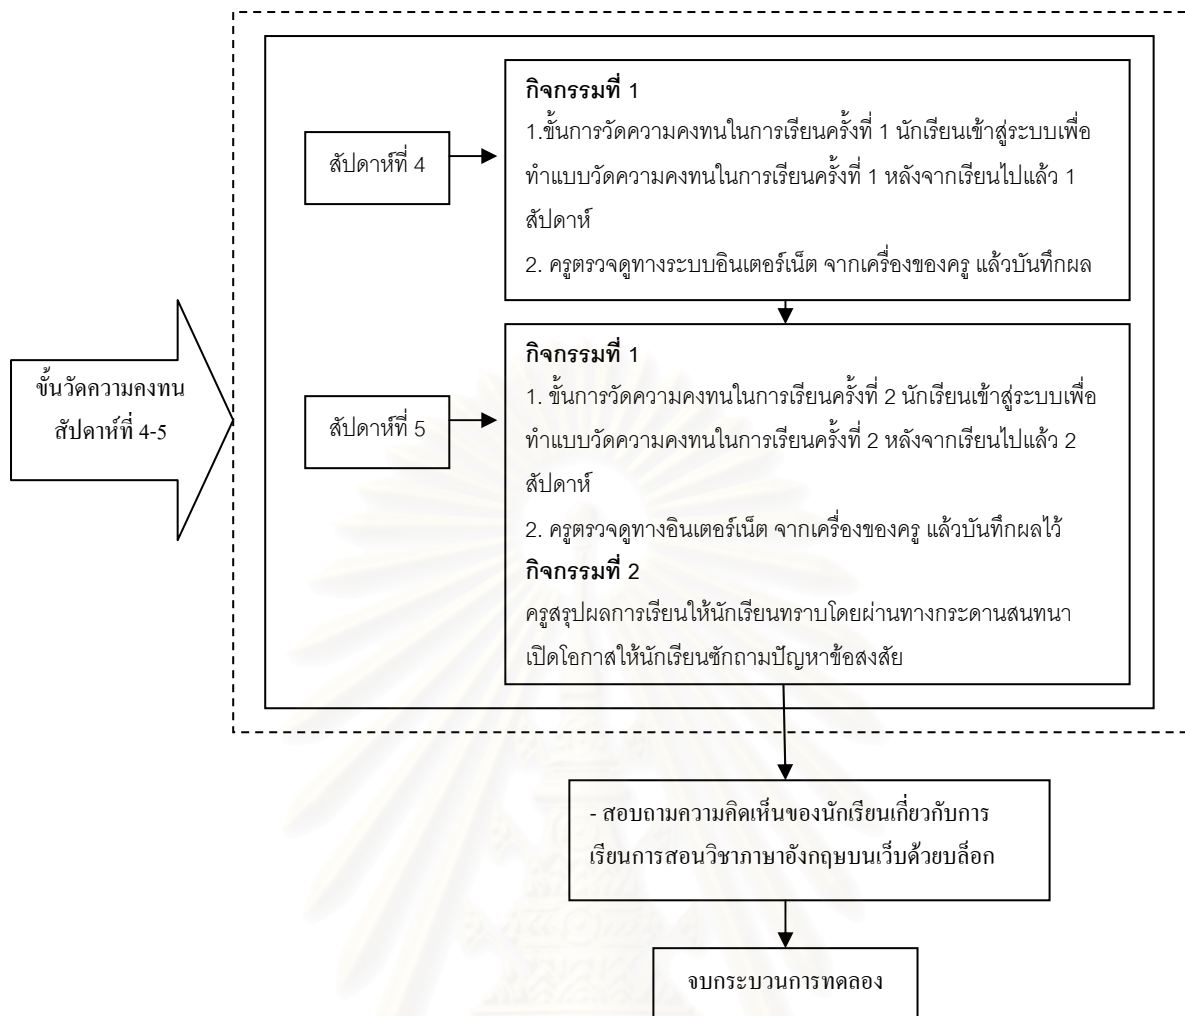 กิจกรรมที่ 1
1.ขั้นการวัดความคงทนในการเรียนครั้งที่ 1 นักเรียนเข้าสู่ระบบเพื่อ
ทำแบบวัดความคงทนในการเรียนครั้งที่ 1 หลังจากเรียนไปแล้ว 1
สัปดาห์
2. ครูตรวจดูทางระบบอินเตอร์เน็ต จากเครื่องของครู แล้วบันทึกผล
สัปดาห์ที่ 4
ขั้นวัดความคงทน
สัปดาห์ที่ 4-5
สัปดาห์ที่ 5
กิจกรรมที่ 1
1. ขั้นการวัดความคงทนในการเรียนครั้งที่ 2 นักเรียนเข้าสู่ระบบเพื่อ
ทำแบบวัดความคงทนในการเรียนครั้งที่ 2 หลังจากเรียนไปแล้ว 2
สัปดาห์
2. ครูตรวจดูทางอินเตอร์เน็ต จากเครื่องของครู แล้วบันทึกผลไว้
กิจกรรมที่ 2
ครูสรุปผลการเรียนให้นักเรียนทราบโดยผ่านทางกระดานสนทนา
เปิดโอกาสให้นักเรียนซักถามปัญหาข้อสงสัย
- สอบถามความคิดเห็นของนักเรียนเกี่ยวกับการ
เรียนการสอนวิชาภาษาอังกฤษบนเว็บด้วยบล็อก
จบกระบวนการทดลอง